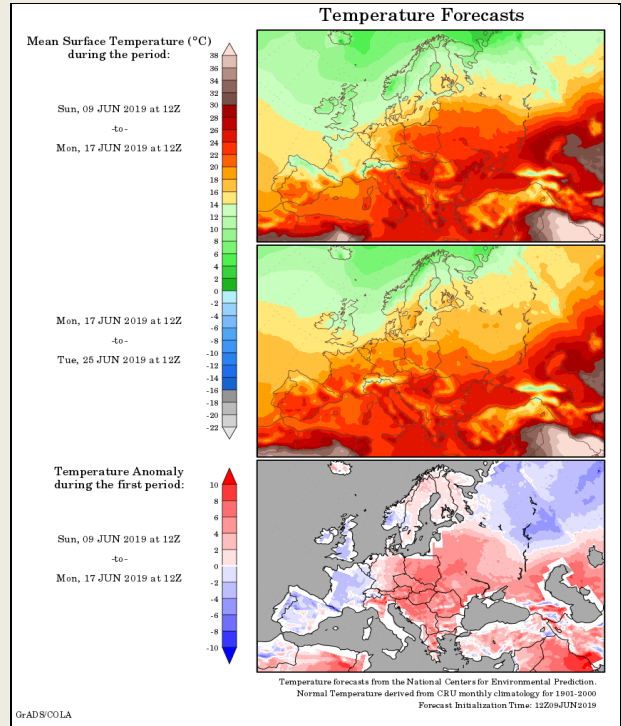 Temperature Forecasts
Mean Surface Temperature (°C)
during the period:
Sun, 09 JUN 2019 at 12Z
-to-
Mon, 17 JUN 2019 at 12Z
38
36
34
32
30
28
26
24
22
20
18
16
14
12
10
8
6
4
2
0
-2
-4
-6
-8
-10
-12
-14
-16
-18
-20
-22
Mon, 17 JUN 2019 at 12Z
-to-
Tue, 25 JUN 2019 at 12Z
Temperature Anomaly
during the first period:
Sun, 09 JUN 2019 at 12Z
-to-
Mon, 17 JUN 2019 at 12Z
10
8
6
4
2
0
-2
-4
-6
-8
-10
Temperature forecasts from the National Centers for Environmental Prediction.
Normal Temperature derived from CRU monthly climatology for 1901-2000
Forecast Initialization Time: 12Z09JUN2019
GrADS/COLA